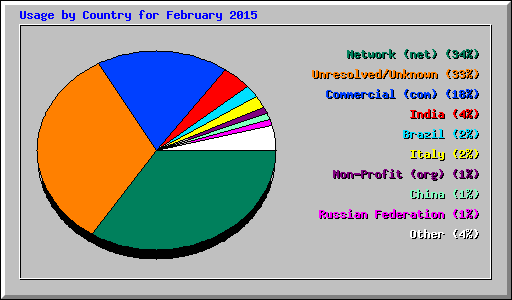 Usage by Country for February 2015
Network (net) (34%)
Unresolved/Unknown (33%)
Commercial (com) (18%)
India (4%)
Brazil (2%)
Italy (2%)
Non-Profit (org) (1%)
China (1%)
Russian Federation (1%)
Other (4%)